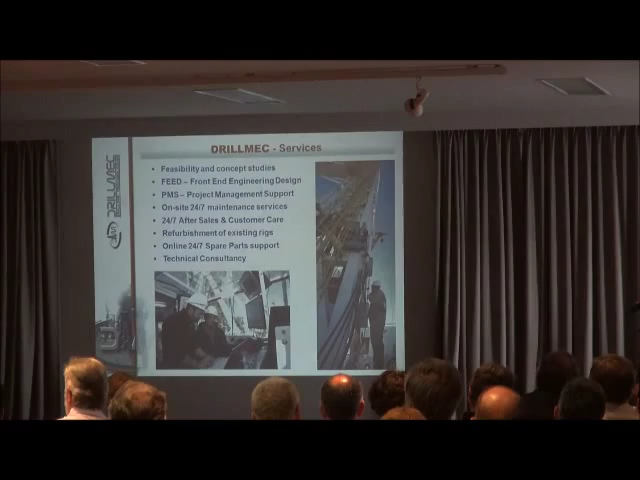 DRILLMEC - Services
DRILLMEC
• Feasibility and concept studies
• FEED – Front End Engineering Design
• PMS – Project Management Support
• On-site 24/7 maintenance services
• 24/7 After Sales & Customer Care
• Refurbishment of existing rigs
• Online 24/7 Spare Parts support
• Technical Consultancy